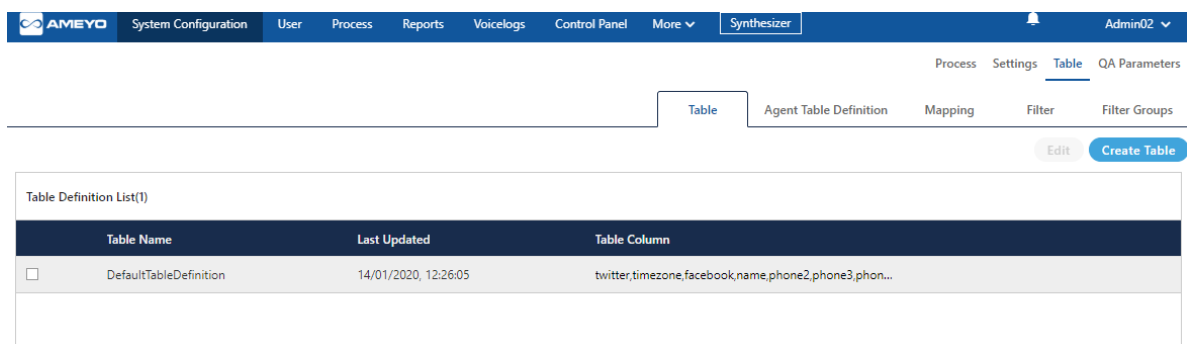 AMEYO System Configuration User Process Reports Voicelogs Control Panel More Synthesizer Admin02
Process Settings Table QA Parameters
Table Agent Table Definition Mapping Filter Filter Groups
Edit Create Table
Table Definition List(1)
Table Name Last Updated Table Column
DefaultTableDefinition 14/01/2020, 12:26:05 twitter,timezone,facebook,name,phone2,phone3,phon...